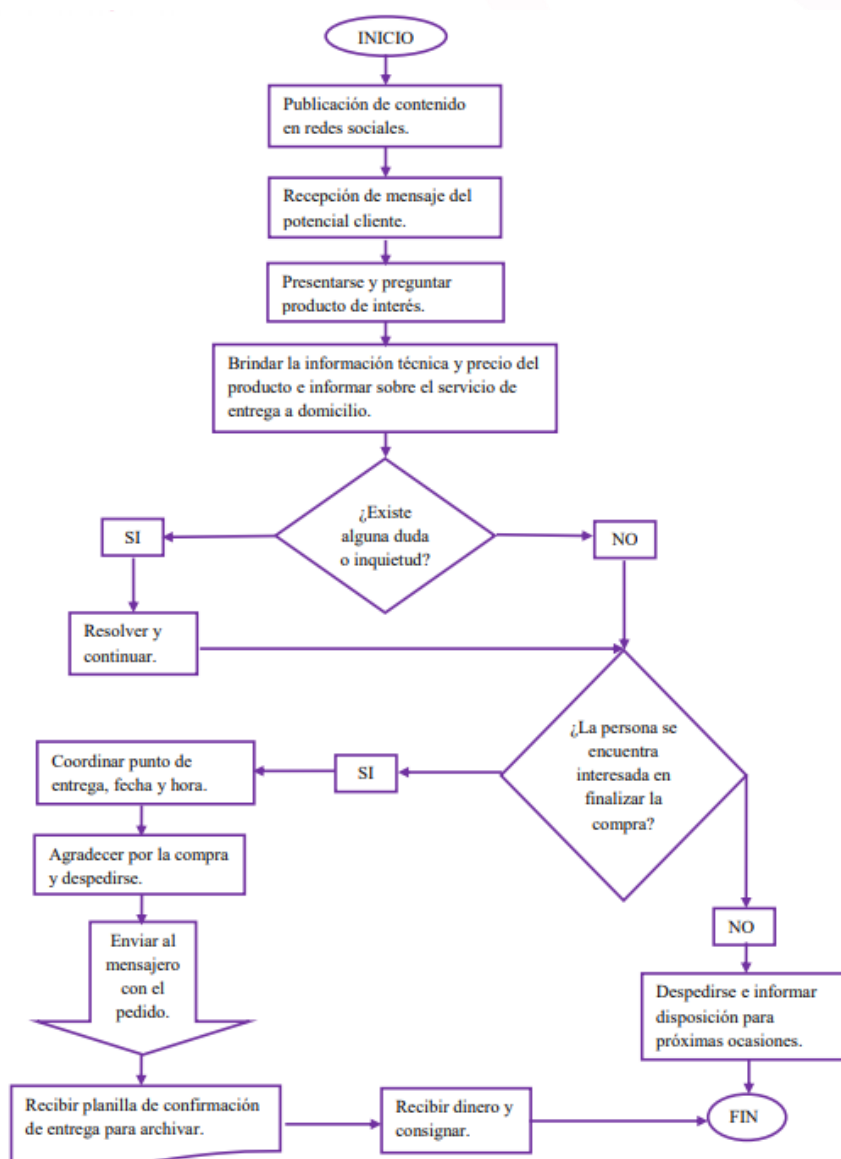 INICIO
Publicación de contenido
en redes sociales.
Recepción de mensaje del
potencial cliente.
Presentarse y preguntar
producto de interés.
Brindar la información técnica y precio del
producto e informar sobre el servicio de
entrega a domicilio.
¿Existe
alguna duda
o inquietud?
SI
NO
Resolver y
continuar.
¿La persona se
encuentra
interesada en
finalizar la
compra?
SI
Coordinar punto de
entrega, fecha y hora.
Agradecer por la compra
y despedirse.
Enviar al
mensajero
con el
pedido.
NO
Despedirse e informar
disposición para
próximas ocasiones.
Recibir planilla de confirmación
de entrega para archivar.
Recibir dinero y
consignar.
FIN